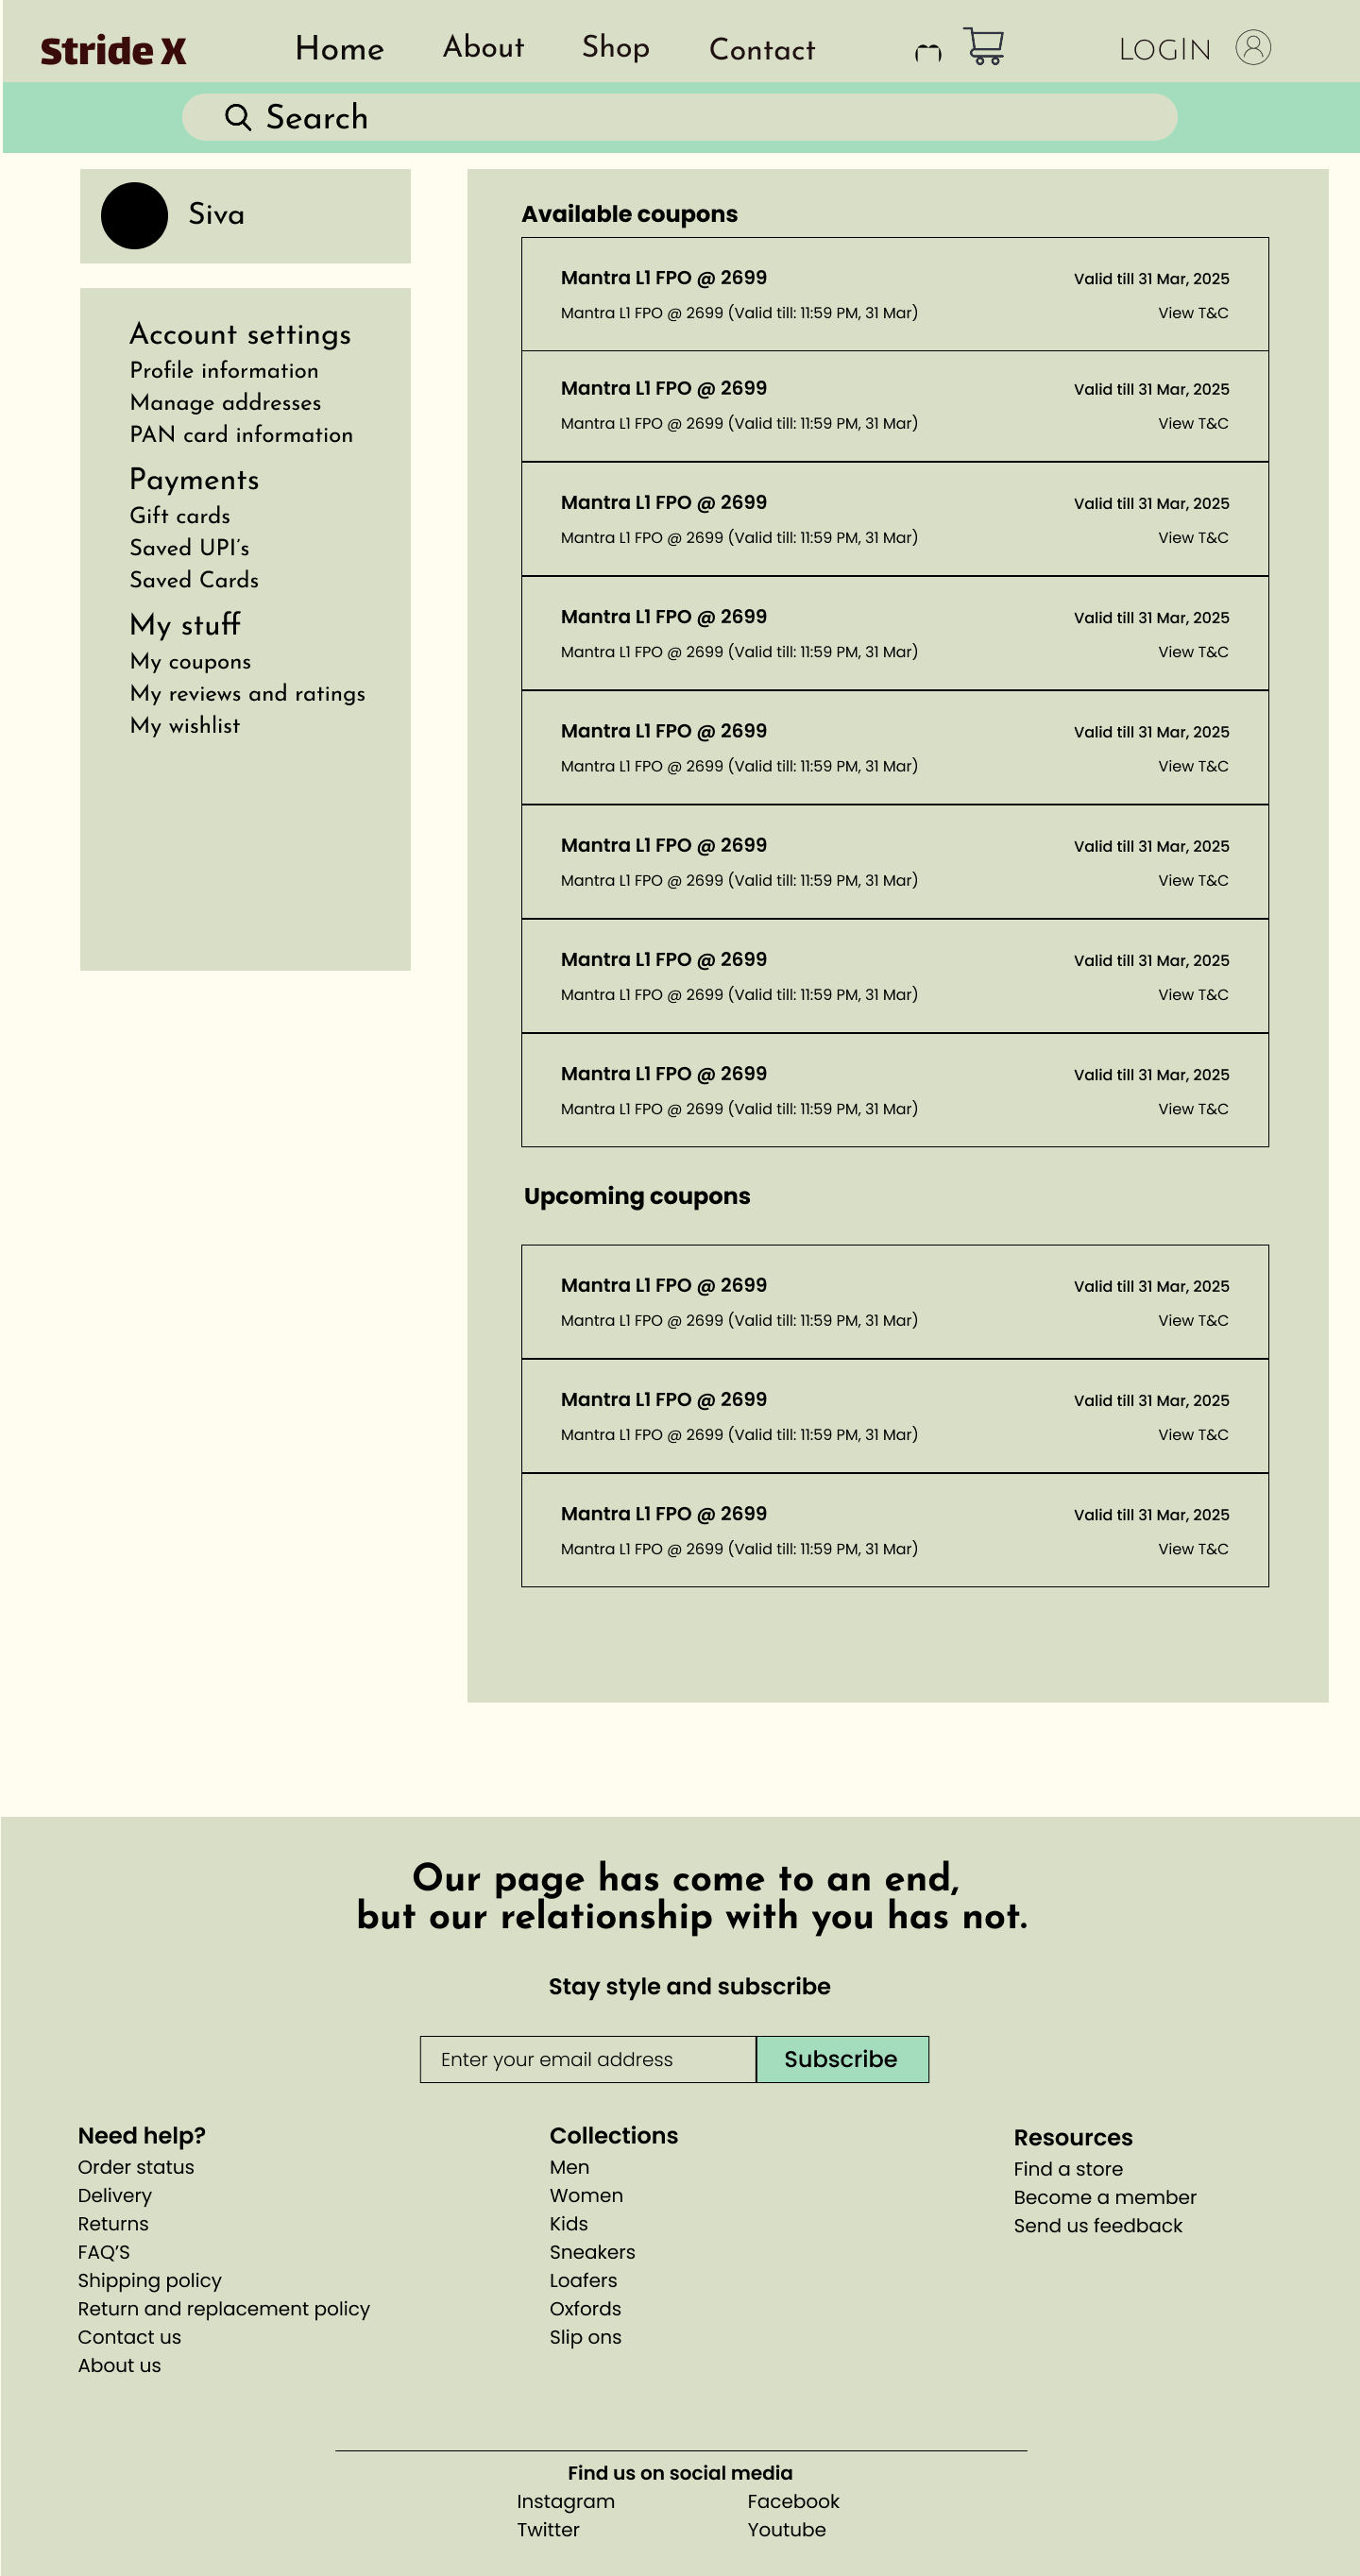 Stride X
Home About Shop Contact LOGIN
Search
Siva
Account settings
Profile information
Manage addresses
PAN card information
Payments
Gift cards
Saved UPI's
Saved Cards
My stuff
My coupons
My reviews and ratings
My wishlist
Available coupons
Mantra L1 FPO @ 2699 Valid till 31 Mar, 2025
Mantra L1 FPO @ 2699 (Valid till: 11:59 PM, 31 Mar) View T&C
Mantra L1 FPO @ 2699 Valid till 31 Mar, 2025
Mantra L1 FPO @ 2699 (Valid till: 11:59 PM, 31 Mar) View T&C
Mantra L1 FPO @ 2699 Valid till 31 Mar, 2025
Mantra L1 FPO @ 2699 (Valid till: 11:59 PM, 31 Mar) View T&C
Mantra L1 FPO @ 2699 Valid till 31 Mar, 2025
Mantra L1 FPO @ 2699 (Valid till: 11:59 PM, 31 Mar) View T&C
Mantra L1 FPO @ 2699 Valid till 31 Mar, 2025
Mantra L1 FPO @ 2699 (Valid till: 11:59 PM, 31 Mar) View T&C
Mantra L1 FPO @ 2699 Valid till 31 Mar, 2025
Mantra L1 FPO @ 2699 (Valid till: 11:59 PM, 31 Mar) View T&C
Mantra L1 FPO @ 2699 Valid till 31 Mar, 2025
Mantra L1 FPO @ 2699 (Valid till: 11:59 PM, 31 Mar) View T&C
Mantra L1 FPO @ 2699 Valid till 31 Mar, 2025
Mantra L1 FPO @ 2699 (Valid till: 11:59 PM, 31 Mar) View T&C
Upcoming coupons
Mantra L1 FPO @ 2699 Valid till 31 Mar, 2025
Mantra L1 FPO @ 2699 (Valid till: 11:59 PM, 31 Mar) View T&C
Mantra L1 FPO @ 2699 Valid till 31 Mar, 2025
Mantra L1 FPO @ 2699 (Valid till: 11:59 PM, 31 Mar) View T&C
Mantra L1 FPO @ 2699 Valid till 31 Mar, 2025
Mantra L1 FPO @ 2699 (Valid till: 11:59 PM, 31 Mar) View T&C
Our page has come to an end,
but our relationship with you has not.
Stay style and subscribe
Enter your email address Subscribe
Need help?
Order status
Delivery
Returns
FAQ'S
Shipping policy
Return and replacement policy
Contact us
About us
Collections
Men
Women
Kids
Sneakers
Loafers
Oxfords
Slip ons
Resources
Find a store
Become a member
Send us feedback
Find us on social media
Instagram Facebook
Twitter Youtube